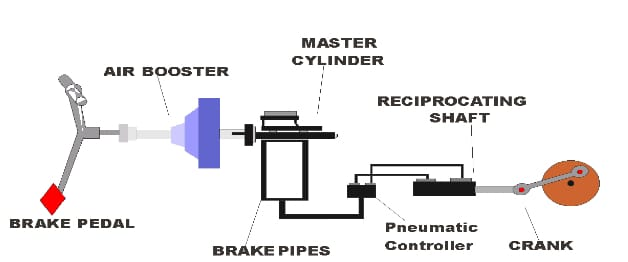 MASTER
CYLINDER
AIR BOOSTER
RECIPROCATING
SHAFT
BRAKE PEDAL
BRAKE PIPES
Pneumatic
Controller
CRANK